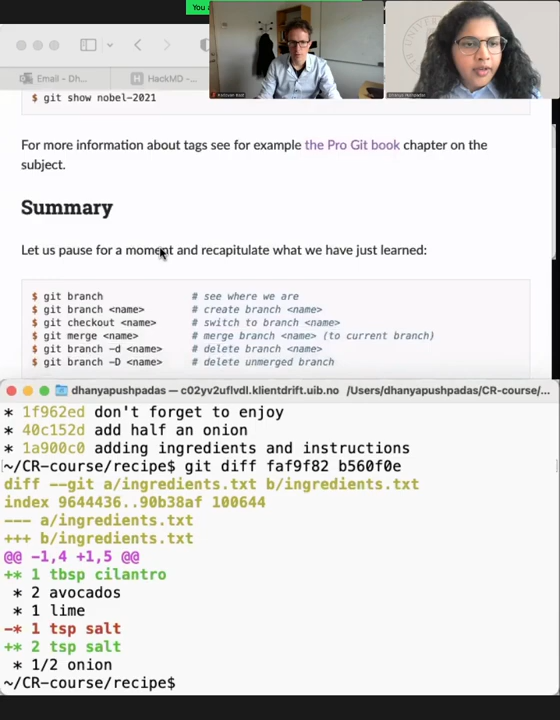 You a
Email - Dh...
HackMD -...
$ git show nobel-2021
For more information about tags see for example the Pro Git book chapter on the
subject.
Summary
Let us pause for a moment and recapitulate what we have just learned:
$ git branch # see where we are
$ git branch <name> # create branch <name>
$ git checkout <name> # switch to branch <name>
$ git merge <name> # merge branch <name> (to current branch)
$ git branch -d <name> # delete branch <name>
$ git branch -D <name> # delete unmerged branch
dhanyapushpadas — c02yv2uflvdl.klientdrift.uib.no /Users/dhanyapushpadas/CR-course/...
* 1f962ed don't forget to enjoy
* 40c152d add half an onion
* 1a900c0 adding ingredients and instructions
~/CR-course/recipe$ git diff faf9f82 b560f0e
diff --git a/ingredients.txt b/ingredients.txt
index 9644436..90b38af 100644
--- a/ingredients.txt
+++ b/ingredients.txt
@@ -1,4 +1,5 @@
+* 1 tbsp cilantro
* 2 avocados
* 1 lime
-* 1 tsp salt
+* 2 tsp salt
* 1/2 onion
~/CR-course/recipe$